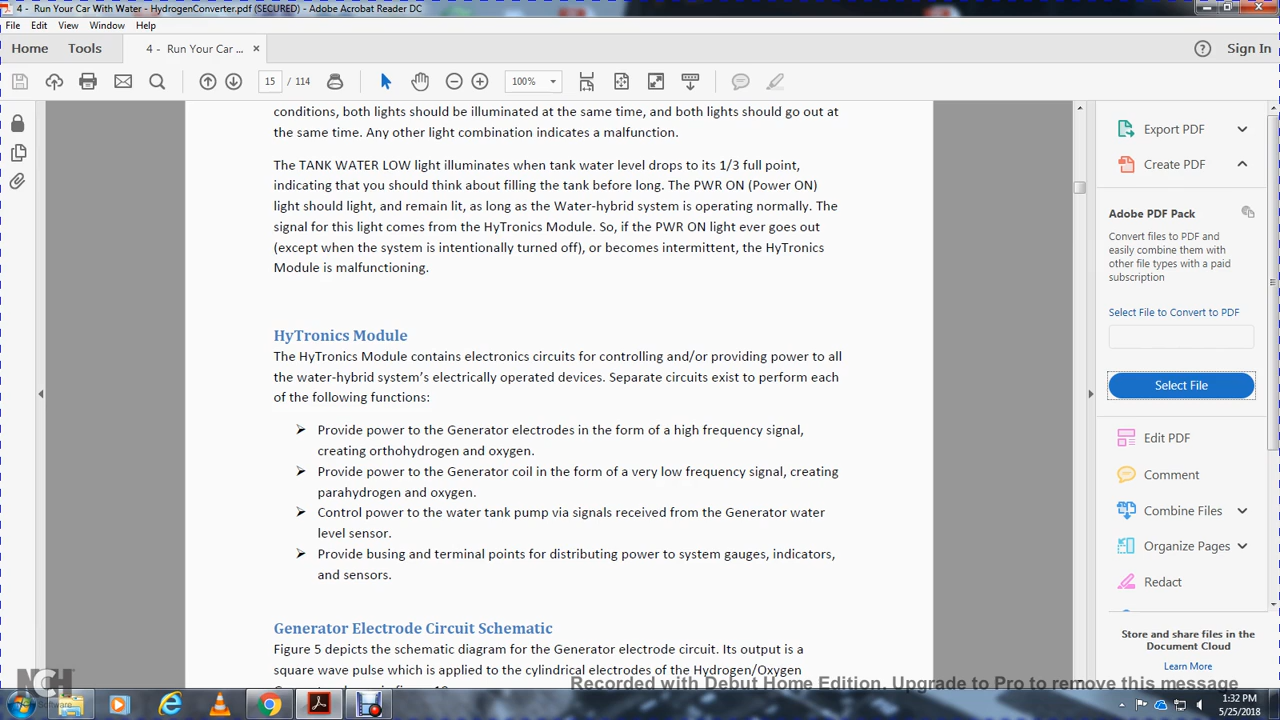 4 - Run Your Car With Water - HydrogenConverter.pdf (SECURED) - Adobe Acrobat Reader DC
File Edit View Window Help
Home Tools 4 - Run Your Car ... × Sign In
15 / 114 100%
conditions, both lights should be illuminated at the same time, and both lights should go out at
the same time. Any other light combination indicates a malfunction.
The TANK WATER LOW light illuminates when tank water level drops to its 1/3 full point,
indicating that you should think about filling the tank before long. The PWR ON (Power ON)
light should light, and remain lit, as long as the Water-hybrid system is operating normally. The
signal for this light comes from the HyTronics Module. So, if the PWR ON light ever goes out
(except when the system is intentionally turned off), or becomes intermittent, the HyTronics
Module is malfunctioning.
HyTronics Module
The HyTronics Module contains electronics circuits for controlling and/or providing power to all
the water-hybrid system's electrically operated devices. Separate circuits exist to perform each
of the following functions:
➢ Provide power to the Generator electrodes in the form of a high frequency signal,
creating orthohydrogen and oxygen.
➢ Provide power to the Generator coil in the form of a very low frequency signal, creating
parahydrogen and oxygen.
➢ Control power to the water tank pump via signals received from the Generator water
level sensor.
➢ Provide busing and terminal points for distributing power to system gauges, indicators,
and sensors.
Generator Electrode Circuit Schematic
Figure 5 depicts the schematic diagram for the Generator electrode circuit. Its output is a
square wave pulse which is applied to the cylindrical electrodes of the Hydrogen/Oxygen
Export PDF
Create PDF
Adobe PDF Pack
Convert files to PDF and
easily combine them with
other file types with a paid
subscription
Select File to Convert to PDF
Select File
Edit PDF
Comment
Combine Files
Organize Pages
Redact
Store and share files in the
Document Cloud
Learn More
NCH
Software
Recorded with Debut Home Edition. Upgrade to Pro to remove this message
1:32 PM
5/25/2018